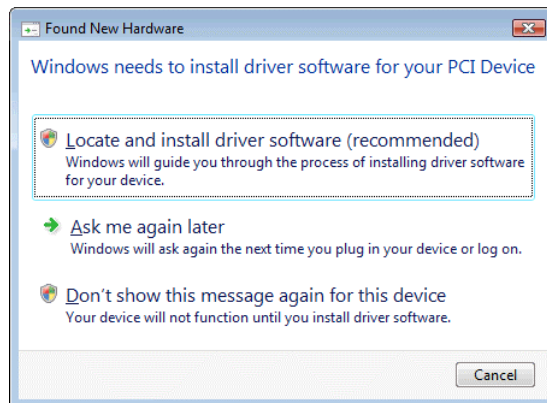 Found New Hardware
Windows needs to install driver software for your PCI Device
Locate and install driver software (recommended)
Windows will guide you through the process of installing driver software
for your device.
Ask me again later
Windows will ask again the next time you plug in your device or log on.
Don't show this message again for this device
Your device will not function until you install driver software.
Cancel